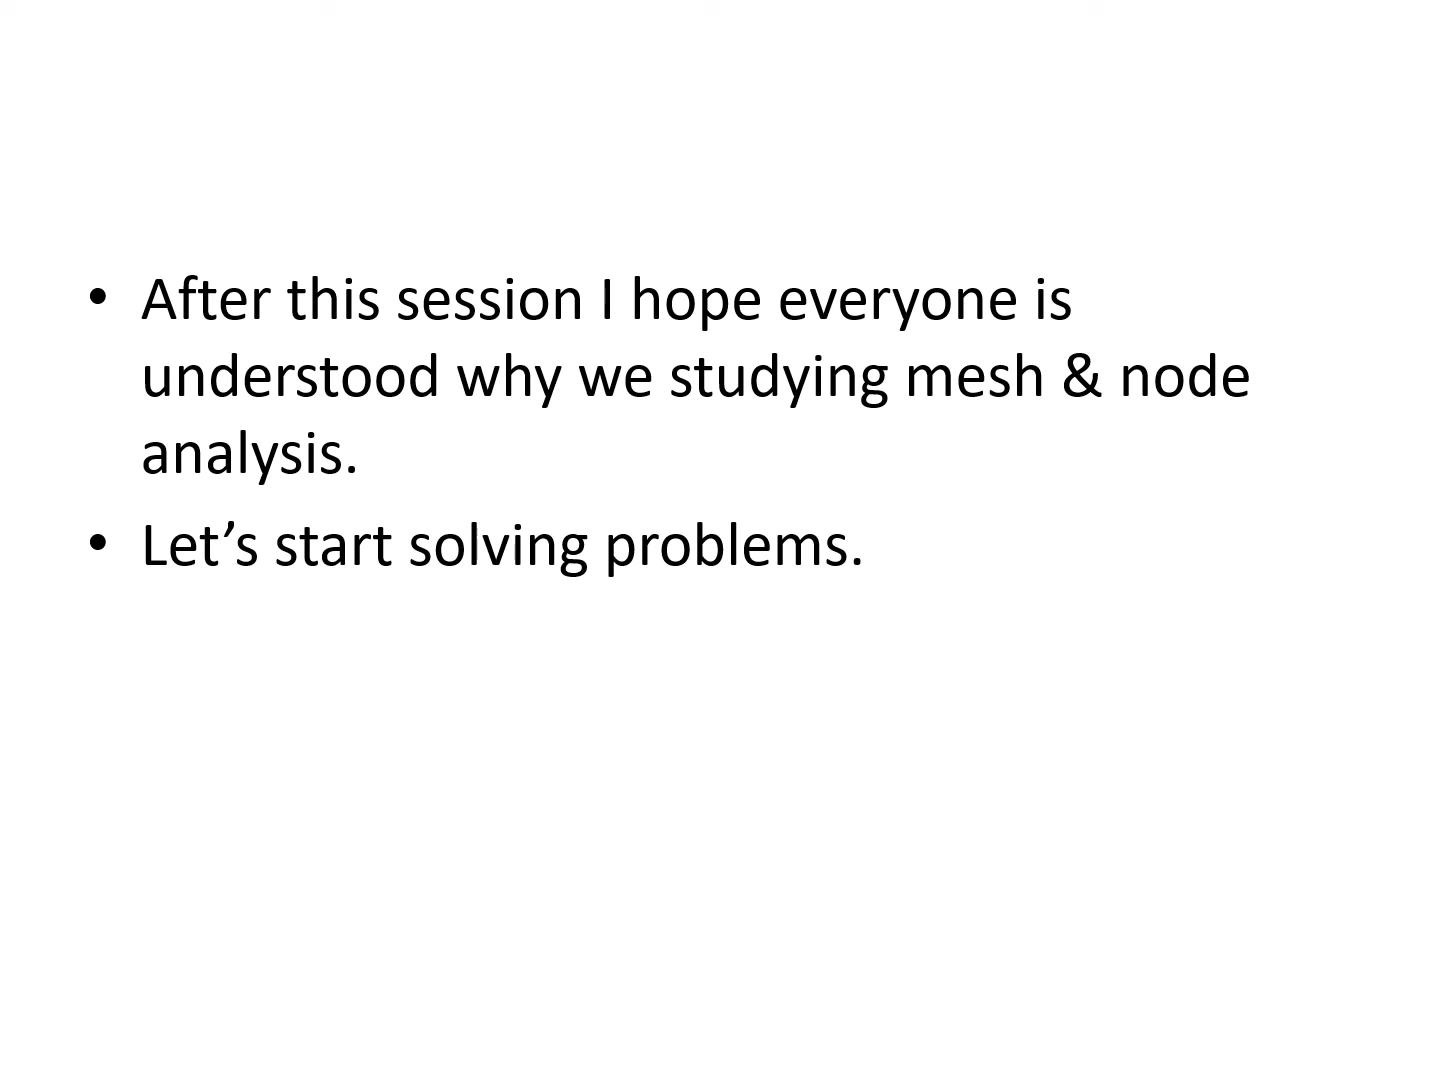 • After this session I hope everyone is
understood why we studying mesh & node
analysis.
• Let’s start solving problems.